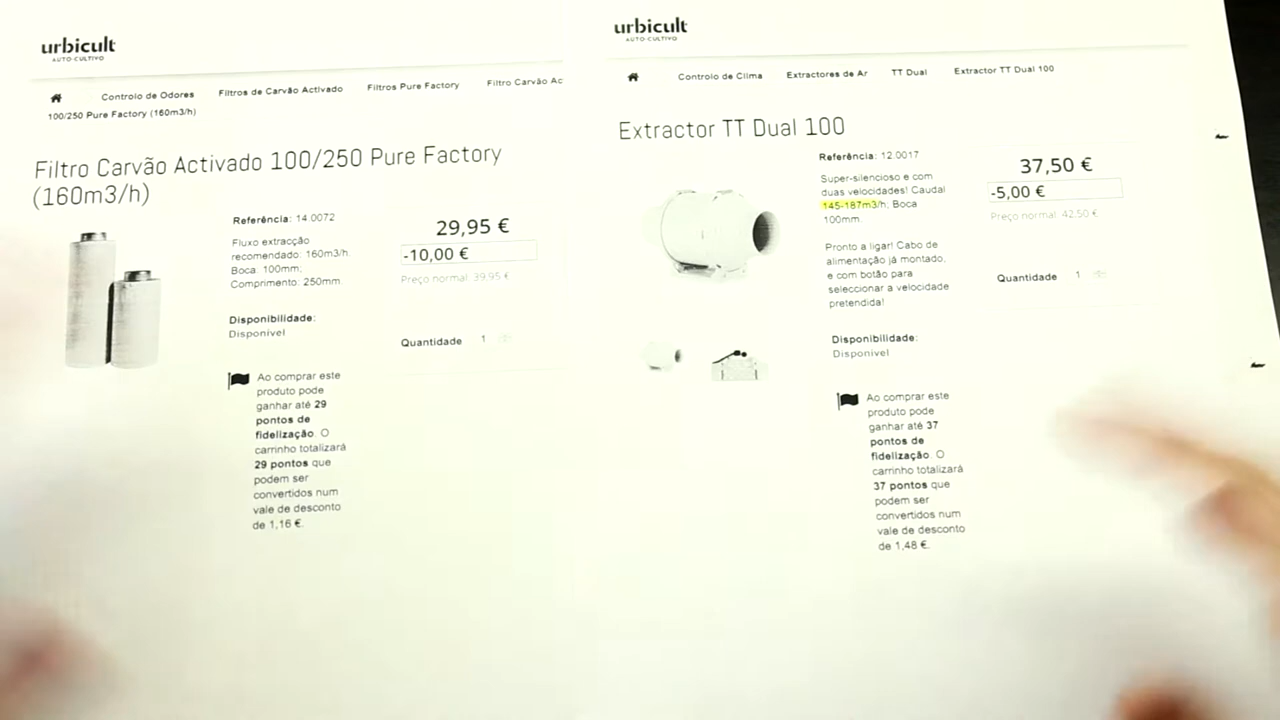 urbicult
AUTO·CULTIVO
Controlo de Odores
Filtros de Carvão Activado
Filtros Pure Factory
Filtro Carvão Ac
100/250 Pure Factory (160m3/h)
Filtro Carvão Activado 100/250 Pure Factory
(160m3/h)
Referência: 14.0072
Fluxo extracção
recomendado: 160m3/h.
Boca: 100mm;
Comprimento: 250mm.
Disponibilidade:
Disponível
29,95 €
-10,00 €
Preço normal: 39,95 €
Quantidade 1
Ao comprar este
produto pode
ganhar até 29
pontos de
fidelização. O
carrinho totalizará
29 pontos que
podem ser
convertidos num
vale de desconto
de 1,16 €.
urbicult
AUTO·CULTIVO
Controlo de Clima
Extractores de Ar
TT Dual
Extractor TT Dual 100
Extractor TT Dual 100
Referência: 12.0017
Super-silencioso e com
duas velocidades! Caudal
145-187m3/h; Boca
100mm.
Pronto a ligar! Cabo de
alimentação já montado,
e com botão para
seleccionar a velocidade
pretendida!
Disponibilidade:
Disponível
37,50 €
-5,00 €
Preço normal: 42,50 €
Quantidade 1
Ao comprar este
produto pode
ganhar até 37
pontos de
fidelização. O
carrinho totalizará
37 pontos que
podem ser
convertidos num
vale de desconto
de 1,48 €.